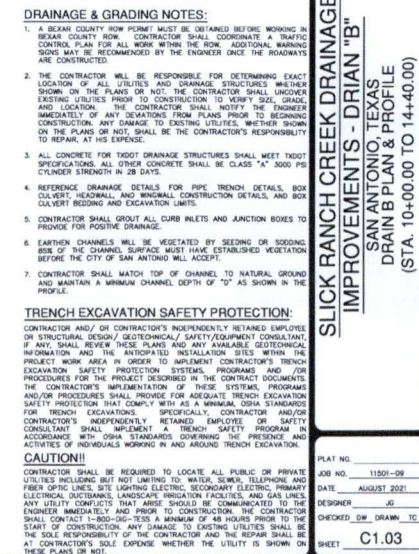 DRAINAGE & GRADING NOTES:
1. A BEXAR COUNTY ROW PERMIT MUST BE OBTAINED BEFORE WORKING IN
BEXAR COUNTY ROW. CONTRACTOR SHALL COORDINATE A TRAFFIC
CONTROL PLAN FOR ALL WORK WITHIN THE ROW. ADDITIONAL WARNING
SIGNS MAY BE RECOMMENDED BY THE ENGINEER ONCE THE ROADWAYS
ARE CONSTRUCTED.
2. THE CONTRACTOR WILL BE RESPONSIBLE FOR DETERMINING EXACT
LOCATION OF ALL UTILITIES AND DRAINAGE STRUCTURES WHETHER
SHOWN ON THE PLANS OR NOT. THE CONTRACTOR SHALL UNCOVER
EXISTING UTILITIES PRIOR TO CONSTRUCTION TO VERIFY SIZE, GRADE,
AND LOCATION. THE CONTRACTOR SHALL NOTIFY THE ENGINEER
IMMEDIATELY OF ANY DEVIATIONS FROM PLANS PRIOR TO BEGINNING
CONSTRUCTION. ANY DAMAGE TO EXISTING UTILITIES, WHETHER SHOWN
ON THE PLANS OR NOT, SHALL BE THE CONTRACTOR'S RESPONSIBILITY
TO REPAIR, AT HIS EXPENSE.
3. ALL CONCRETE FOR TXDOT DRAINAGE STRUCTURES SHALL MEET TXDOT
SPECIFICATIONS. ALL OTHER CONCRETE SHALL BE CLASS "A" 3000 PSI
CYLINDER STRENGTH IN 28 DAYS.
4. REFERENCE DRAINAGE DETAILS FOR PIPE TRENCH DETAILS, BOX
CULVERT, HEADWALL, AND WINGWALL CONSTRUCTION DETAILS, AND BOX
CULVERT BEDDING AND EXCAVATION LIMITS.
5. CONTRACTOR SHALL GROUT ALL CURB INLETS AND JUNCTION BOXES TO
PROVIDE FOR POSITIVE DRAINAGE.
6. EARTHEN CHANNELS WILL BE VEGETATED BY SEEDING OR SODDING.
85% OF THE CHANNEL SURFACE MUST HAVE ESTABLISHED VEGETATION
BEFORE THE CITY OF SAN ANTONIO WILL ACCEPT.
7. CONTRACTOR SHALL MATCH TOP OF CHANNEL TO NATURAL GROUND
AND MAINTAIN A MINIMUM CHANNEL DEPTH OF "D" AS SHOWN IN THE
PROFILE.
TRENCH EXCAVATION SAFETY PROTECTION:
CONTRACTOR AND/ OR CONTRACTOR'S INDEPENDENTLY RETAINED EMPLOYEE
OR STRUCTURAL DESIGN/ GEOTECHNICAL/ SAFETY/EQUIPMENT CONSULTANT,
IF ANY, SHALL REVIEW THESE PLANS AND ANY AVAILABLE GEOTECHNICAL
INFORMATION AND THE ANTICIPATED INSTALLATION SITES WITHIN THE
PROJECT WORK AREA IN ORDER TO IMPLEMENT CONTRACTOR'S TRENCH
EXCAVATION SAFETY PROTECTION SYSTEMS, PROGRAMS AND /OR
PROCEDURES FOR THE PROJECT DESCRIBED IN THE CONTRACT DOCUMENTS.
THE CONTRACTOR'S IMPLEMENTATION OF THESE SYSTEMS, PROGRAMS
AND/OR PROCEDURES SHALL PROVIDE FOR ADEQUATE TRENCH EXCAVATION
SAFETY PROTECTION THAT COMPLY WITH AS A MINIMUM, OSHA STANDARDS
FOR TRENCH EXCAVATIONS. SPECIFICALLY, CONTRACTOR AND/OR
CONTRACTOR'S INDEPENDENTLY RETAINED EMPLOYEE OR SAFETY
CONSULTANT SHALL IMPLEMENT A TRENCH SAFETY PROGRAM IN
ACCORDANCE WITH OSHA STANDARDS GOVERNING THE PRESENCE AND
ACTIVITIES OF INDIVIDUALS WORKING IN AND AROUND TRENCH EXCAVATION.
CAUTION!!
CONTRACTOR SHALL BE REQUIRED TO LOCATE ALL PUBLIC OR PRIVATE
UTILITIES INCLUDING BUT NOT LIMITED TO: WATER, SEWER, TELEPHONE AND
FIBER OPTIC LINES, SITE LIGHTING ELECTRIC, SECONDARY ELECTRIC, PRIMARY
ELECTRICAL DUCTBANKS, LANDSCAPE IRRIGATION FACILITIES, AND GAS LINES.
ANY UTILITY CONFLICTS THAT ARISE SHOULD BE COMMUNICATED TO THE
ENGINEER IMMEDIATELY AND PRIOR TO CONSTRUCTION. THE CONTRACTOR
SHALL CONTACT 1-800-DIG-TESS A MINIMUM OF 48 HOURS PRIOR TO THE
START OF CONSTRUCTION. ANY DAMAGE TO EXISTING UTILITIES SHALL BE
THE SOLE RESPONSIBILITY OF THE CONTRACTOR AND THE REPAIR SHALL BE
AT CONTRACTOR'S SOLE EXPENSE WHETHER THE UTILITY IS SHOWN ON
THESE PLANS OR NOT.
SLICK RANCH CREEK DRAINAGE
IMPROVEMENTS - DRIAN "B"
SAN ANTONIO, TEXAS
DRAIN B PLAN & PROFILE
(STA. 10+00.00 TO 14+40.00)
PLAT NO.
JOB NO. 11501-09
DATE AUGUST 2021
DESIGNER JG
CHECKED DW DRAWN TC
SHEET C1.03